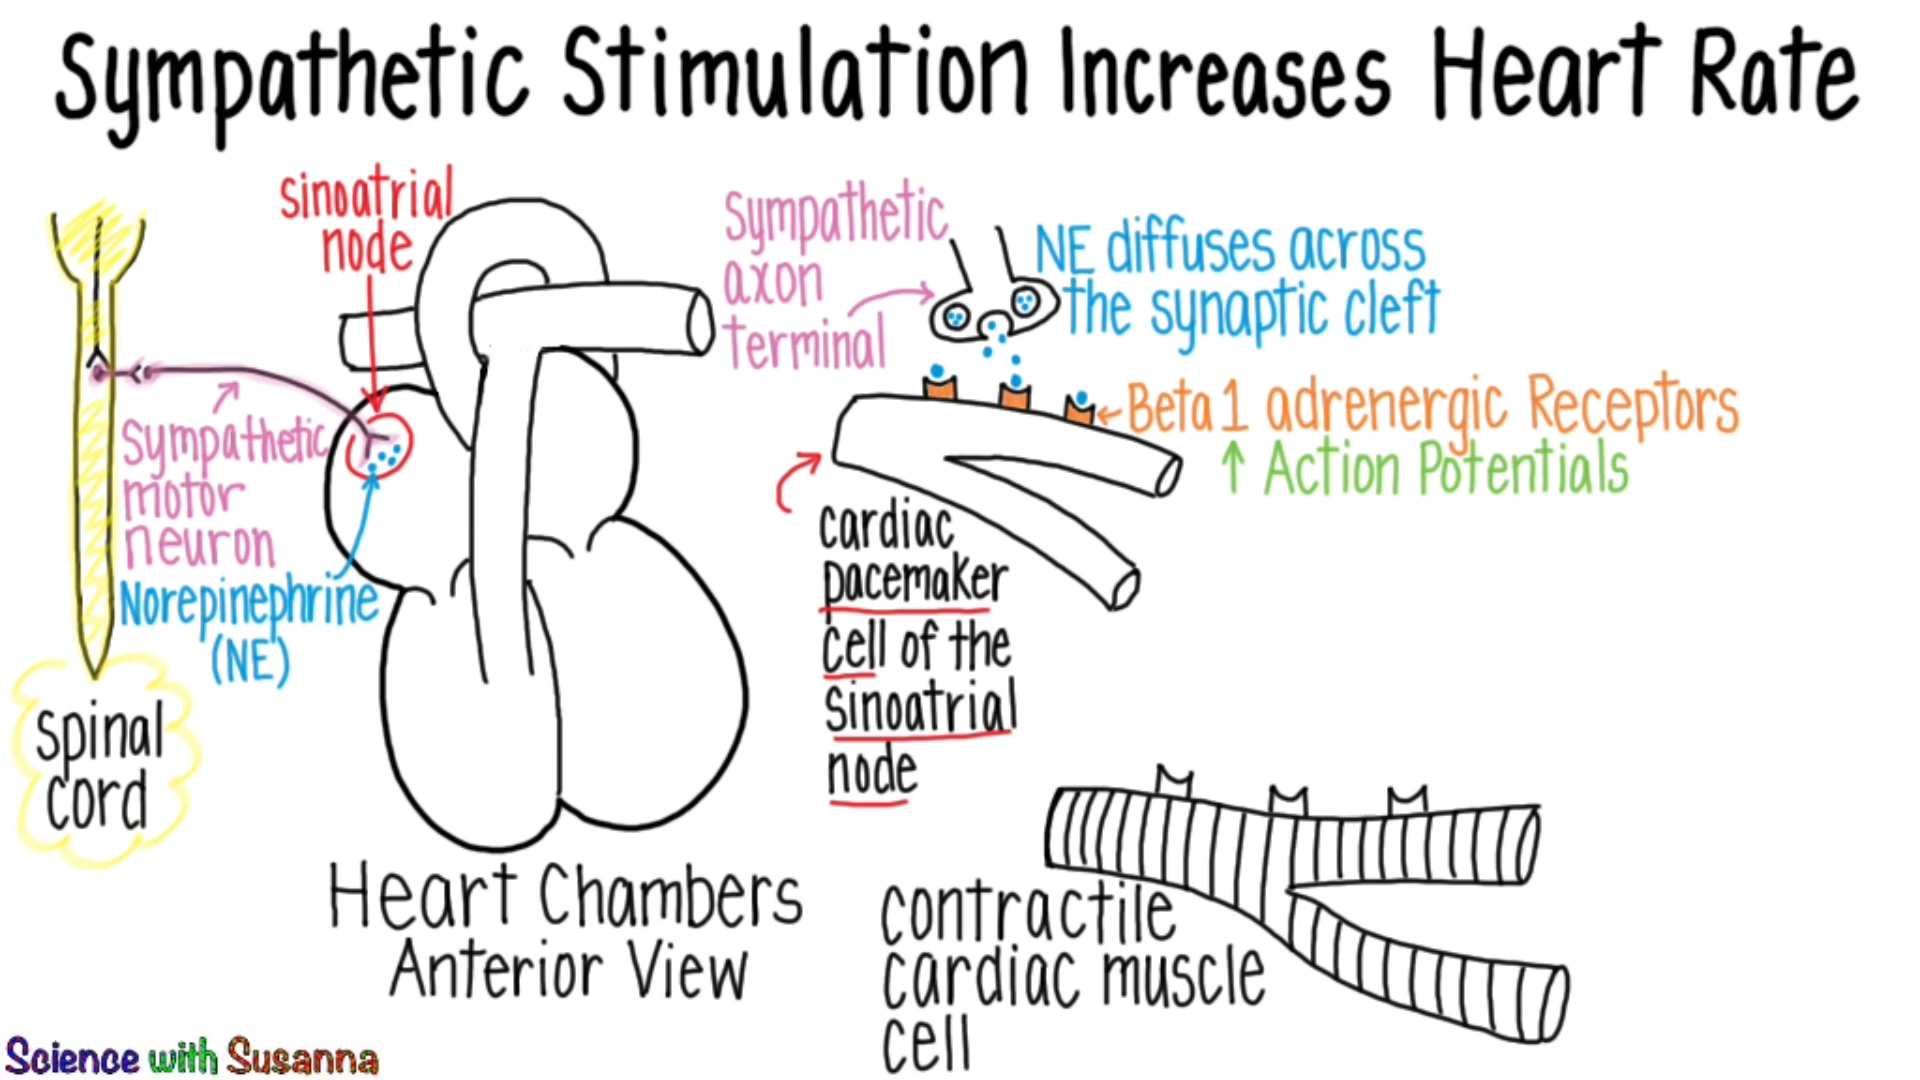 Sympathetic Stimulation Increases Heart Rate
sinoatrial
node
Sympathetic
motor
neuron
Norepinephrine
(NE)
spinal
cord
Heart Chambers
Anterior View
Sympathetic
axon
terminal
NE diffuses across
the synaptic cleft
Beta 1 adrenergic Receptors
↑ Action Potentials
cardiac
pacemaker
cell of the
sinoatrial
node
contractile
cardiac muscle
cell
Science with Susanna